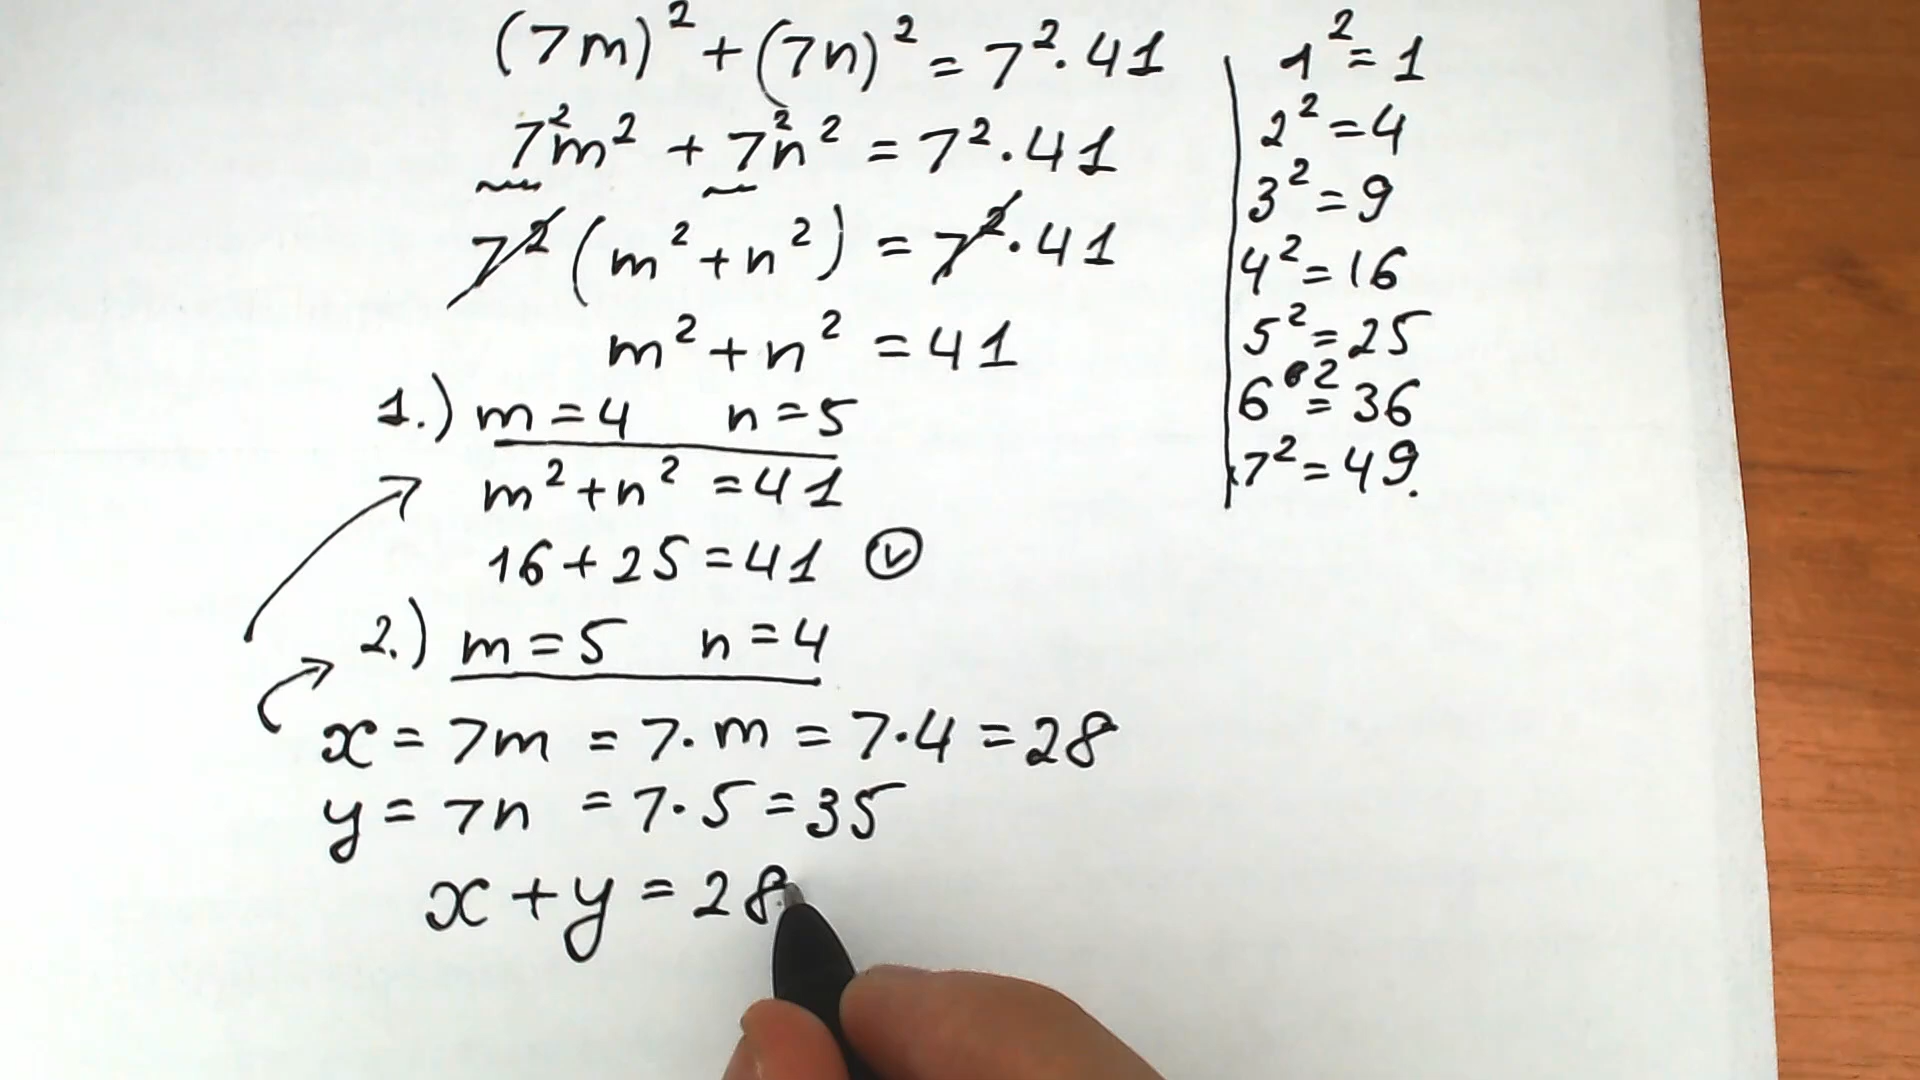 (7m)² + (7n)² = 7²·41
7²m² + 7²n² = 7²·41
7²(m² + n²) = 7²·41
m² + n² = 41
1.) m = 4 n = 5
m² + n² = 41
16 + 25 = 41 v
2.) m = 5 n = 4
x = 7m = 7·m = 7·4 = 28
y = 7n = 7·5 = 35
x + y = 28
1² = 1
2² = 4
3² = 9
4² = 16
5² = 25
6² = 36
7² = 49.